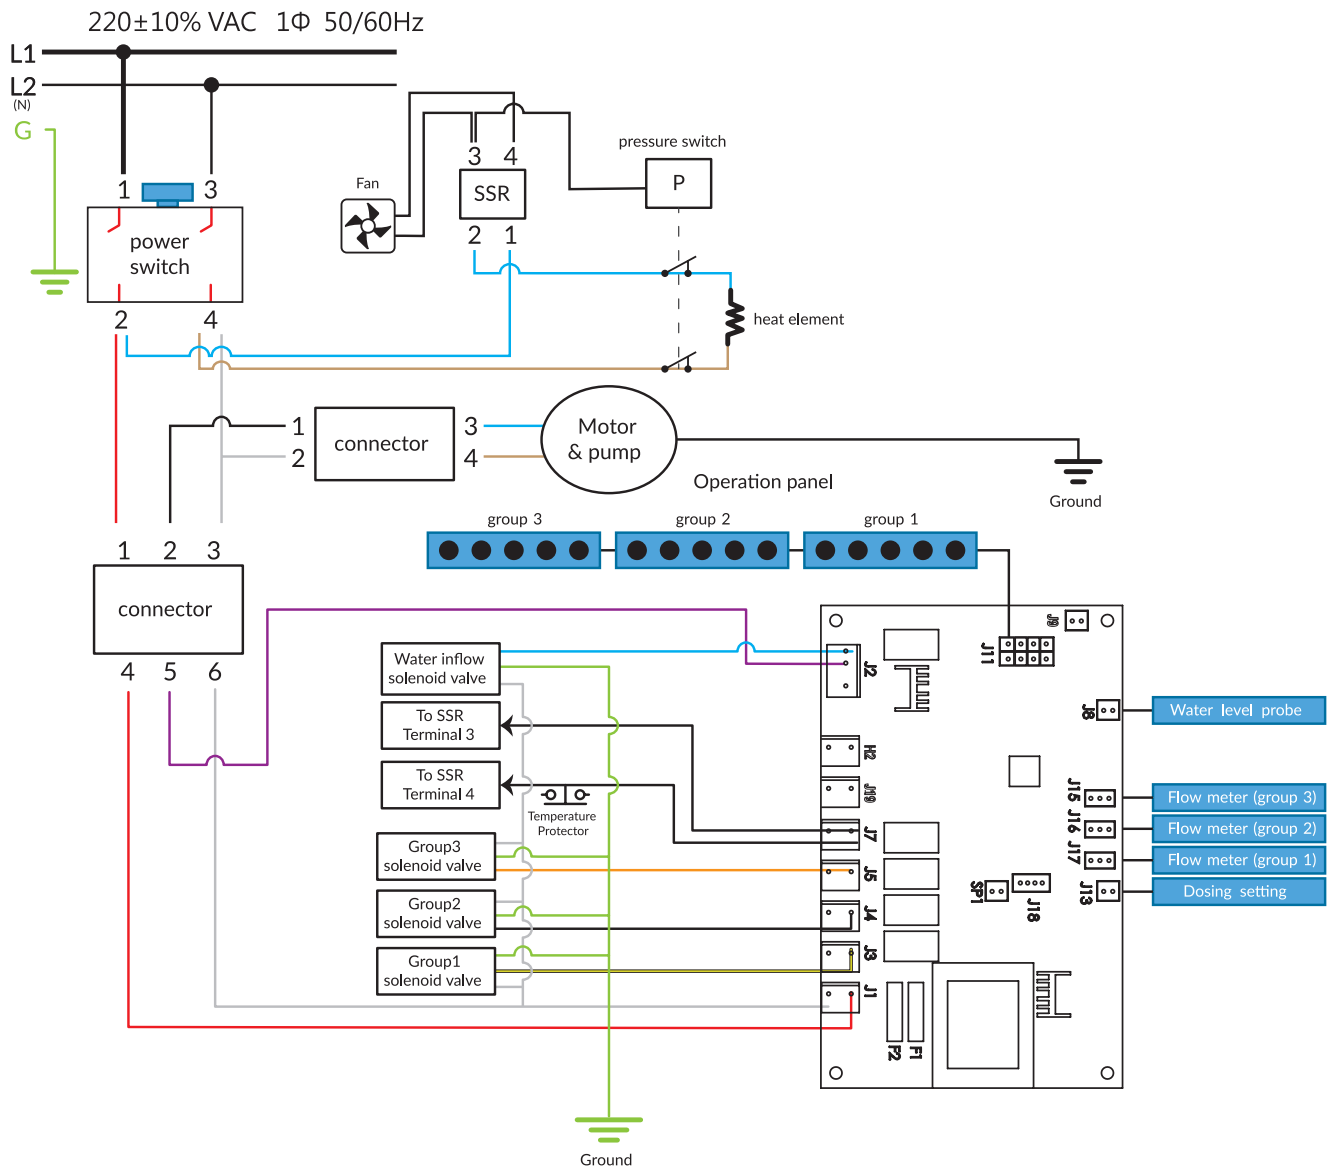 220±10% VAC 1Φ 50/60Hz
L1
L2
(N)
G
1
3
power
switch
2
4
Fan
3
4
SSR
2
1
pressure switch
P
heat element
1
2
connector
3
4
Motor
& pump
Ground
Operation panel
group 3
group 2
group 1
1
2
3
connector
4
5
6
Water inflow
solenoid valve
To SSR
Terminal 3
To SSR
Terminal 4
Temperature
Protector
Group3
solenoid valve
Group2
solenoid valve
Group1
solenoid valve
Ground
J9
J11
J2
J8
Water level probe
H2
J19
J15
Flow meter (group 3)
J16
Flow meter (group 2)
J7
J17
Flow meter (group 1)
J5
SP1
J18
J13
Dosing setting
J4
J3
J1
F2
F1